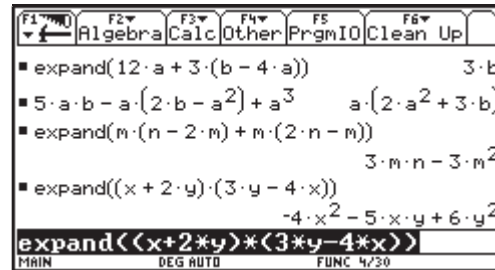 F1 F2 Algebra F3 Calc F4 Other F5 PrgmIO F6 Clean Up
expand(12·a + 3·(b − 4·a)) 3·b
5·a·b − a·(2·b − a²) + a³ a·(2·a² + 3·b)
expand(m·(n − 2·m) + m·(2·n − m))
3·m·n − 3·m²
expand((x + 2·y)·(3·y − 4·x))
-4·x² − 5·x·y + 6·y²
expand((x+2*y)*(3*y-4*x))
MAIN DEG AUTO FUNC 4/30